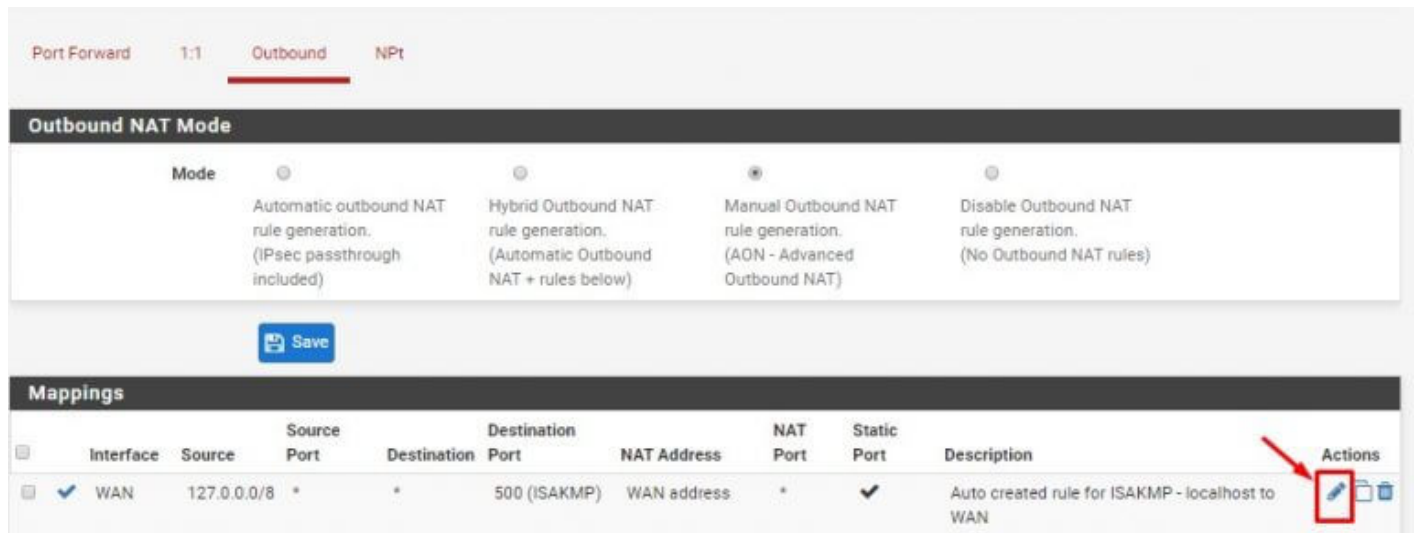 Port Forward 1:1 Outbound NPt
Outbound NAT Mode
Mode
Automatic outbound NAT
rule generation.
(IPsec passthrough
included)
Hybrid Outbound NAT
rule generation.
(Automatic Outbound
NAT + rules below)
Manual Outbound NAT
rule generation.
(AON - Advanced
Outbound NAT)
Disable Outbound NAT
rule generation.
(No Outbound NAT rules)
Save
Mappings
Interface Source Source Port Destination Destination Port NAT Address NAT Port Static Port Description Actions
WAN 127.0.0.0/8 * * 500 (ISAKMP) WAN address * Auto created rule for ISAKMP - localhost to
WAN